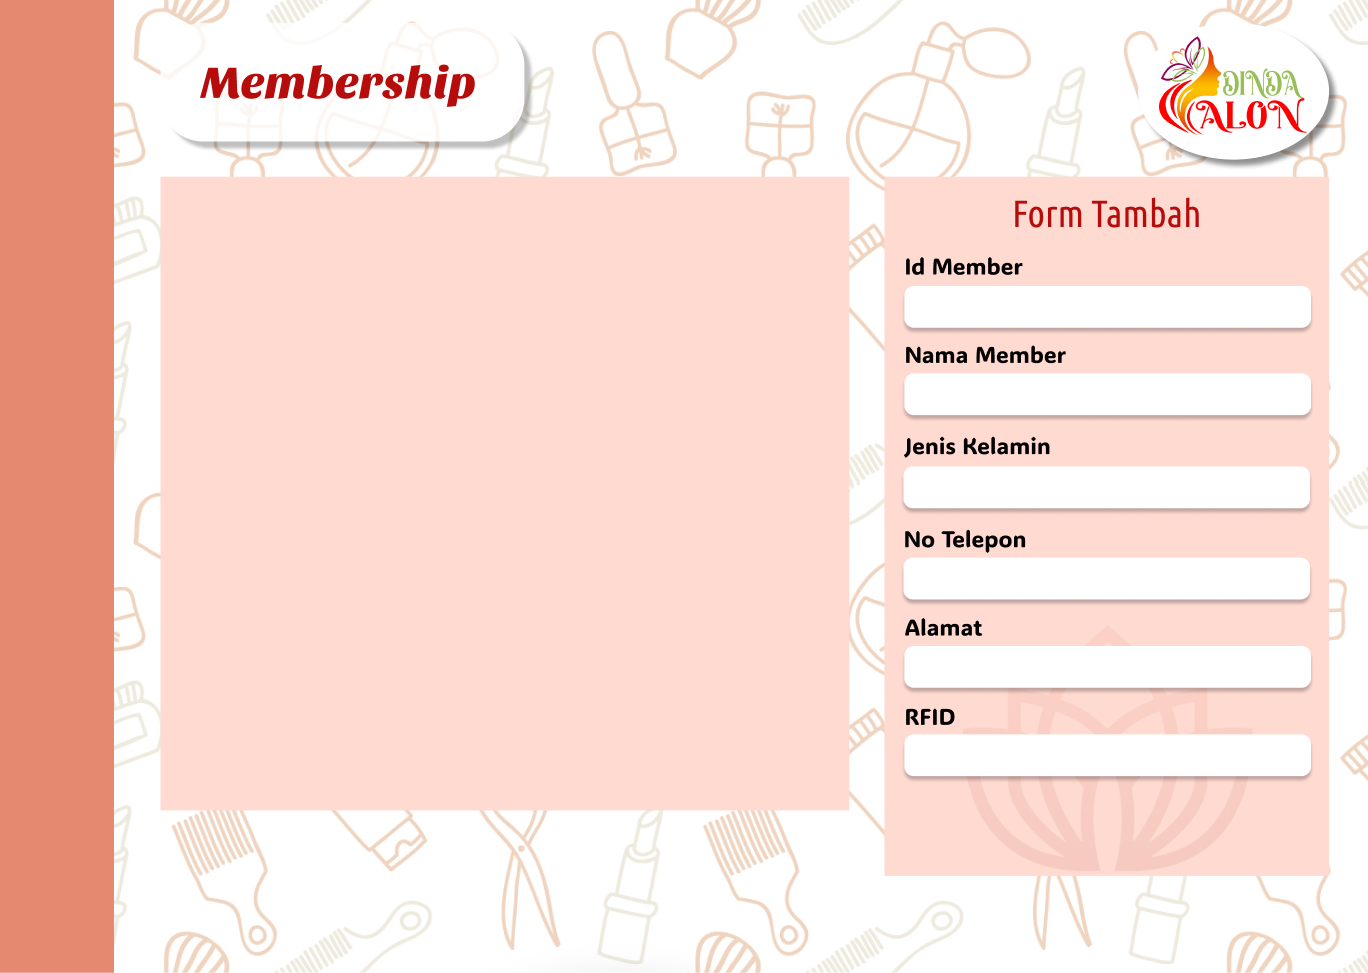 Membership
DINDA
SALON
Form Tambah
Id Member
Nama Member
Jenis Kelamin
No Telepon
Alamat
RFID